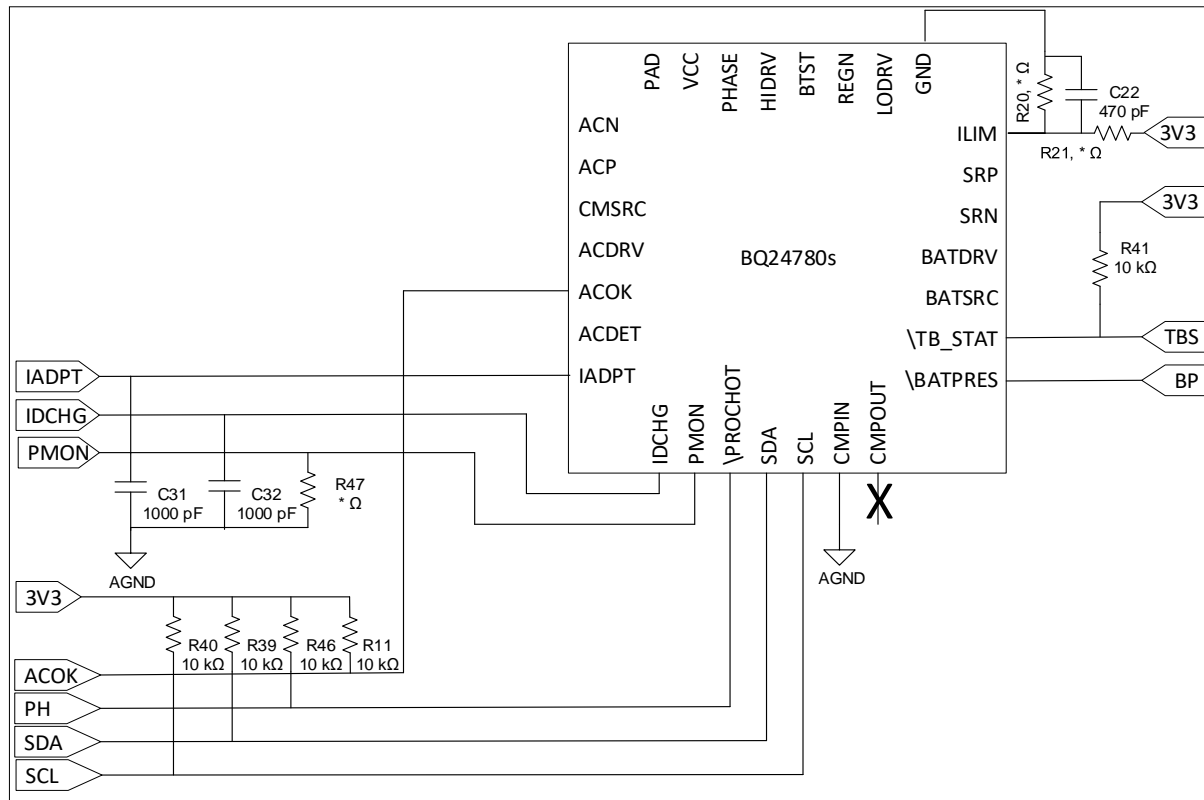 PAD
VCC
PHASE
HIDRV
BTST
REGN
LODRV
GND
R20, * Ω
C22
470 pF
ACN
ILIM
3V3
R21, * Ω
ACP
SRP
CMSRC
SRN
3V3
ACDRV
BQ24780s
BATDRV
R41
10 kΩ
ACOK
BATSRC
ACDET
\TB_STAT
TBS
IADPT
IADPT
\BATPRES
BP
IDCHG
PMON
IDCHG
PMON
\PROCHOT
SDA
SCL
CMPIN
CMPOUT
C31
1000 pF
C32
1000 pF
R47
* Ω
X
AGND
AGND
3V3
R40
10 kΩ
R39
10 kΩ
R46
10 kΩ
R11
10 kΩ
ACOK
PH
SDA
SCL